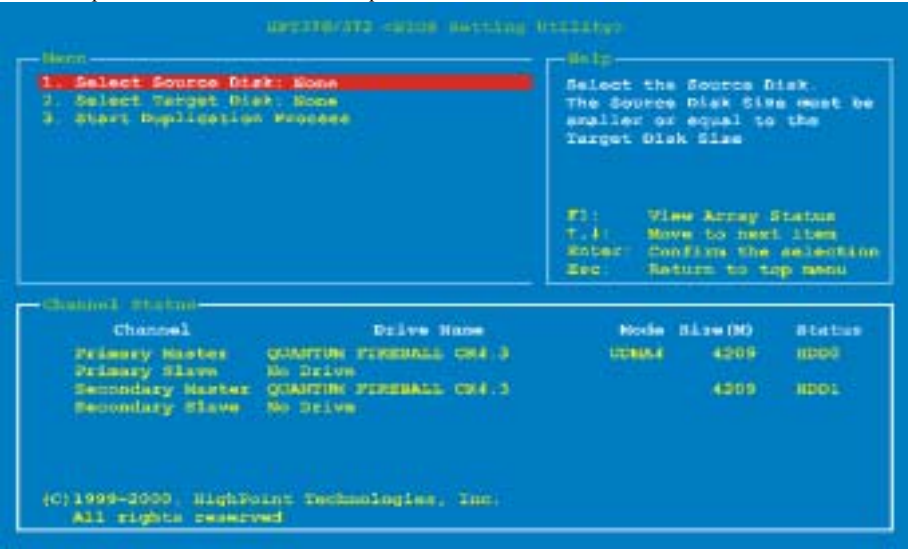 <BIOS Setting Utility>
Menu
1. Select Source Disk: None
2. Select Target Disk: None
3. Start Duplication Process
Help
Select the Source Disk.
The Source Disk Size must be
smaller or equal to the
Target Disk Size
F1: View Array Status
↑,↓: Move to next item
Enter: Confirm the selection
Esc: Return to top menu
Channel Status
Channel Drive Name Mode Size(M) Status
Primary Master QUANTUM FIREBALL CR4.3 UDMA4 4209 HDD0
Primary Slave No Drive
Secondary Master QUANTUM FIREBALL CR4.3 4209 HDD1
Secondary Slave No Drive
(C)1999-2000. HighPoint Technologies, Inc.
All rights reserved